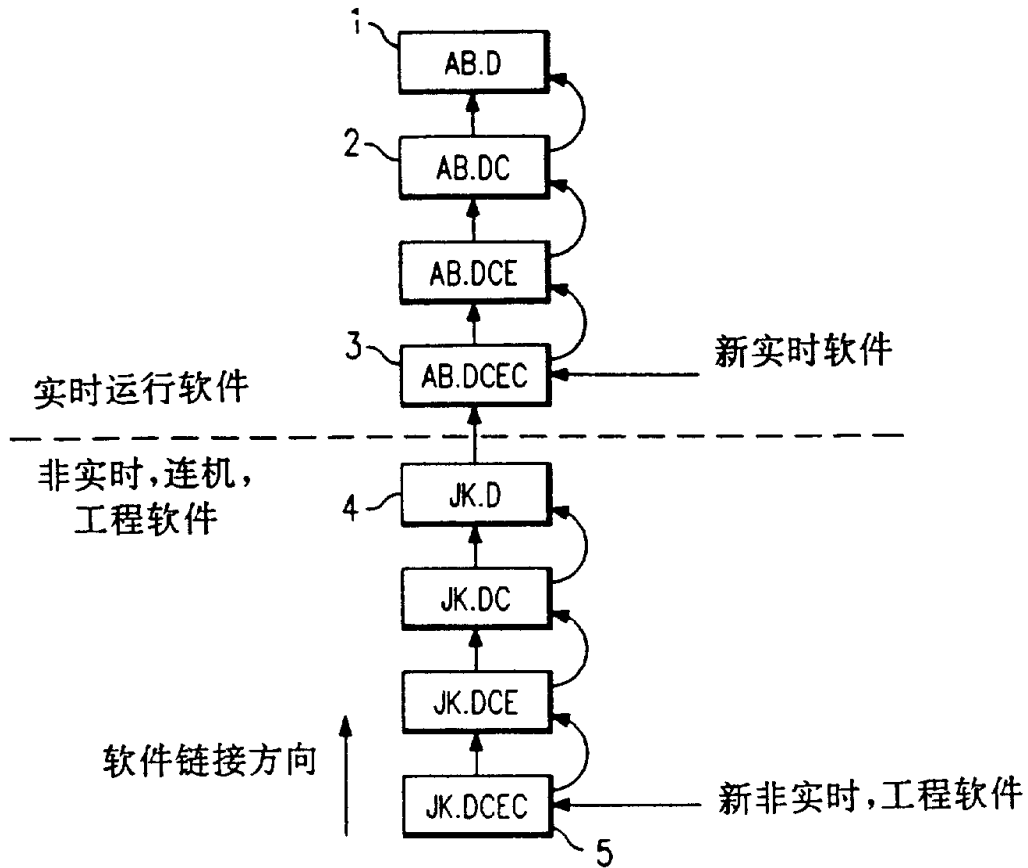 1
AB.D
2
AB.DC
AB.DCE
3
AB.DCEC
新实时软件
实时运行软件
非实时，连机，
工程软件
4
JK.D
JK.DC
JK.DCE
软件链接方向
JK.DCEC
新非实时，工程软件
5